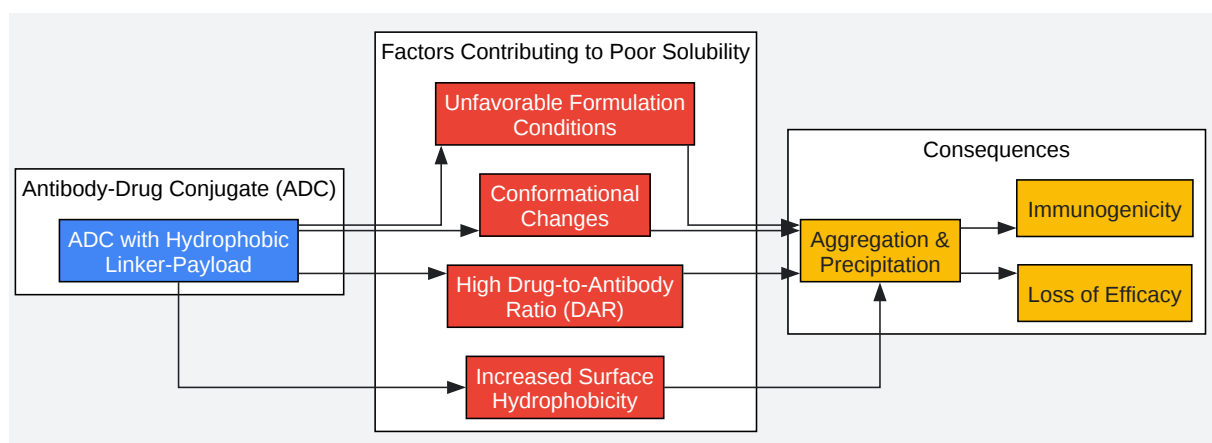 Factors Contributing to Poor Solubility
Unfavorable Formulation
Conditions
Conformational
Changes
High Drug-to-Antibody
Ratio (DAR)
Increased Surface
Hydrophobicity
Antibody-Drug Conjugate (ADC)
ADC with Hydrophobic
Linker-Payload
Consequences
Aggregation &
Precipitation
Immunogenicity
Loss of Efficacy